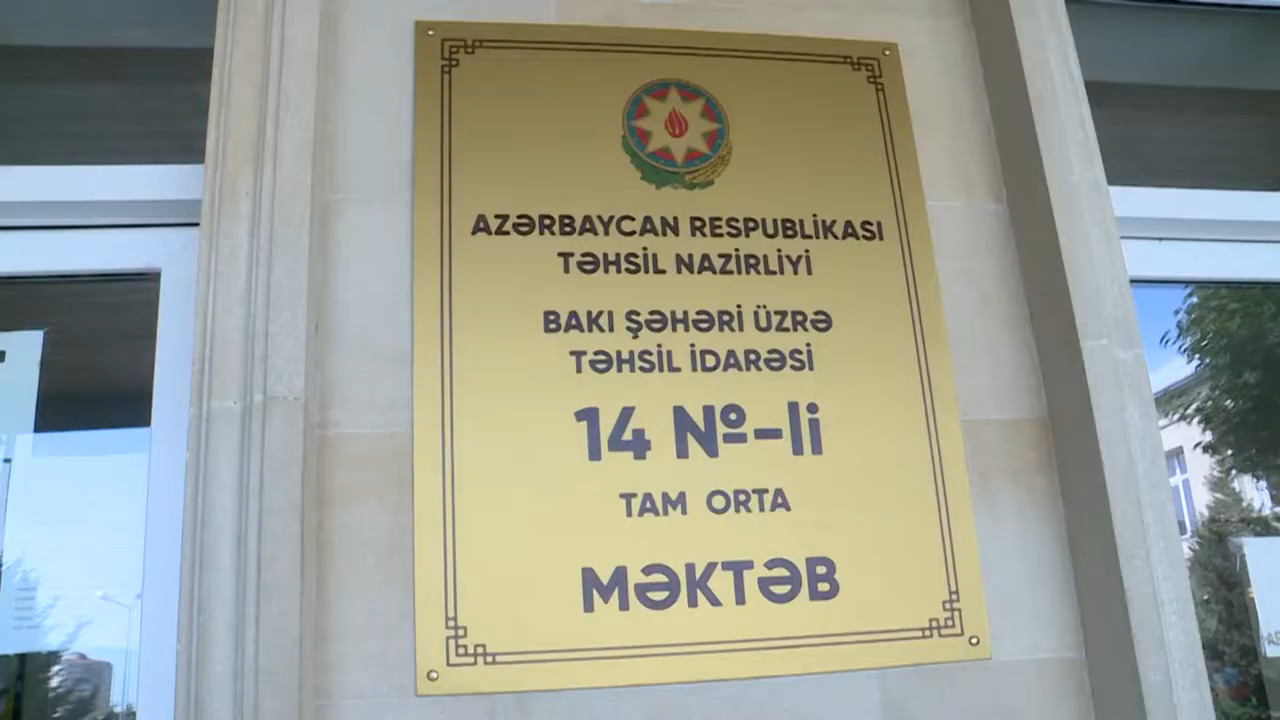 AZƏRBAYCAN RESPUBLİKASI
TƏHSİL NAZİRLİYİ
BAKI ŞƏHƏRİ ÜZRƏ
TƏHSİL İDARƏSİ
14 №-li
TAM ORTA
MƏKTƏB